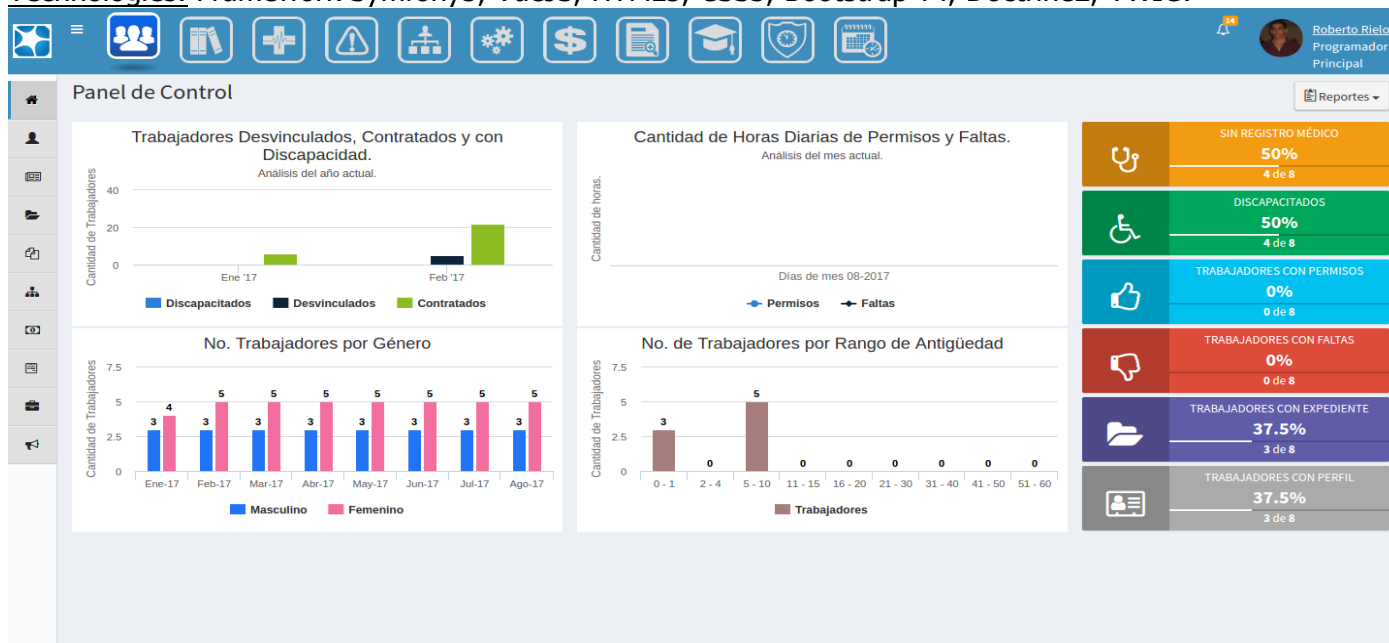 14
Roberto Rielo
Programador
Principal
Panel de Control
Reportes
Trabajadores Desvinculados, Contratados y con
Discapacidad.
Análisis del año actual.
Cantidad de Trabajadores
40
20
0
Ene '17
Feb '17
Discapacitados
Desvinculados
Contratados
Cantidad de Horas Diarias de Permisos y Faltas.
Análisis del mes actual.
Cantidad de horas.
Días de mes 08-2017
Permisos
Faltas
No. Trabajadores por Género
Cantidad de Trabajadores
7.5
5
2.5
0
3 4 3 5 3 5 3 5 3 5 3 5 3 5 3 5
Ene-17 Feb-17 Mar-17 Abr-17 May-17 Jun-17 Jul-17 Ago-17
Masculino
Femenino
No. de Trabajadores por Rango de Antigüedad
Cantidad de Trabajadores
7.5
5
2.5
0
3 0 5 0 0 0 0 0 0
0 - 1 2 - 4 5 - 10 11 - 15 16 - 20 21 - 30 31 - 40 41 - 50 51 - 60
Trabajadores
SIN REGISTRO MÉDICO
50%
4 de 8
DISCAPACITADOS
50%
4 de 8
TRABAJADORES CON PERMISOS
0%
0 de 8
TRABAJADORES CON FALTAS
0%
0 de 8
TRABAJADORES CON EXPEDIENTE
37.5%
3 de 8
TRABAJADORES CON PERFIL
37.5%
3 de 8